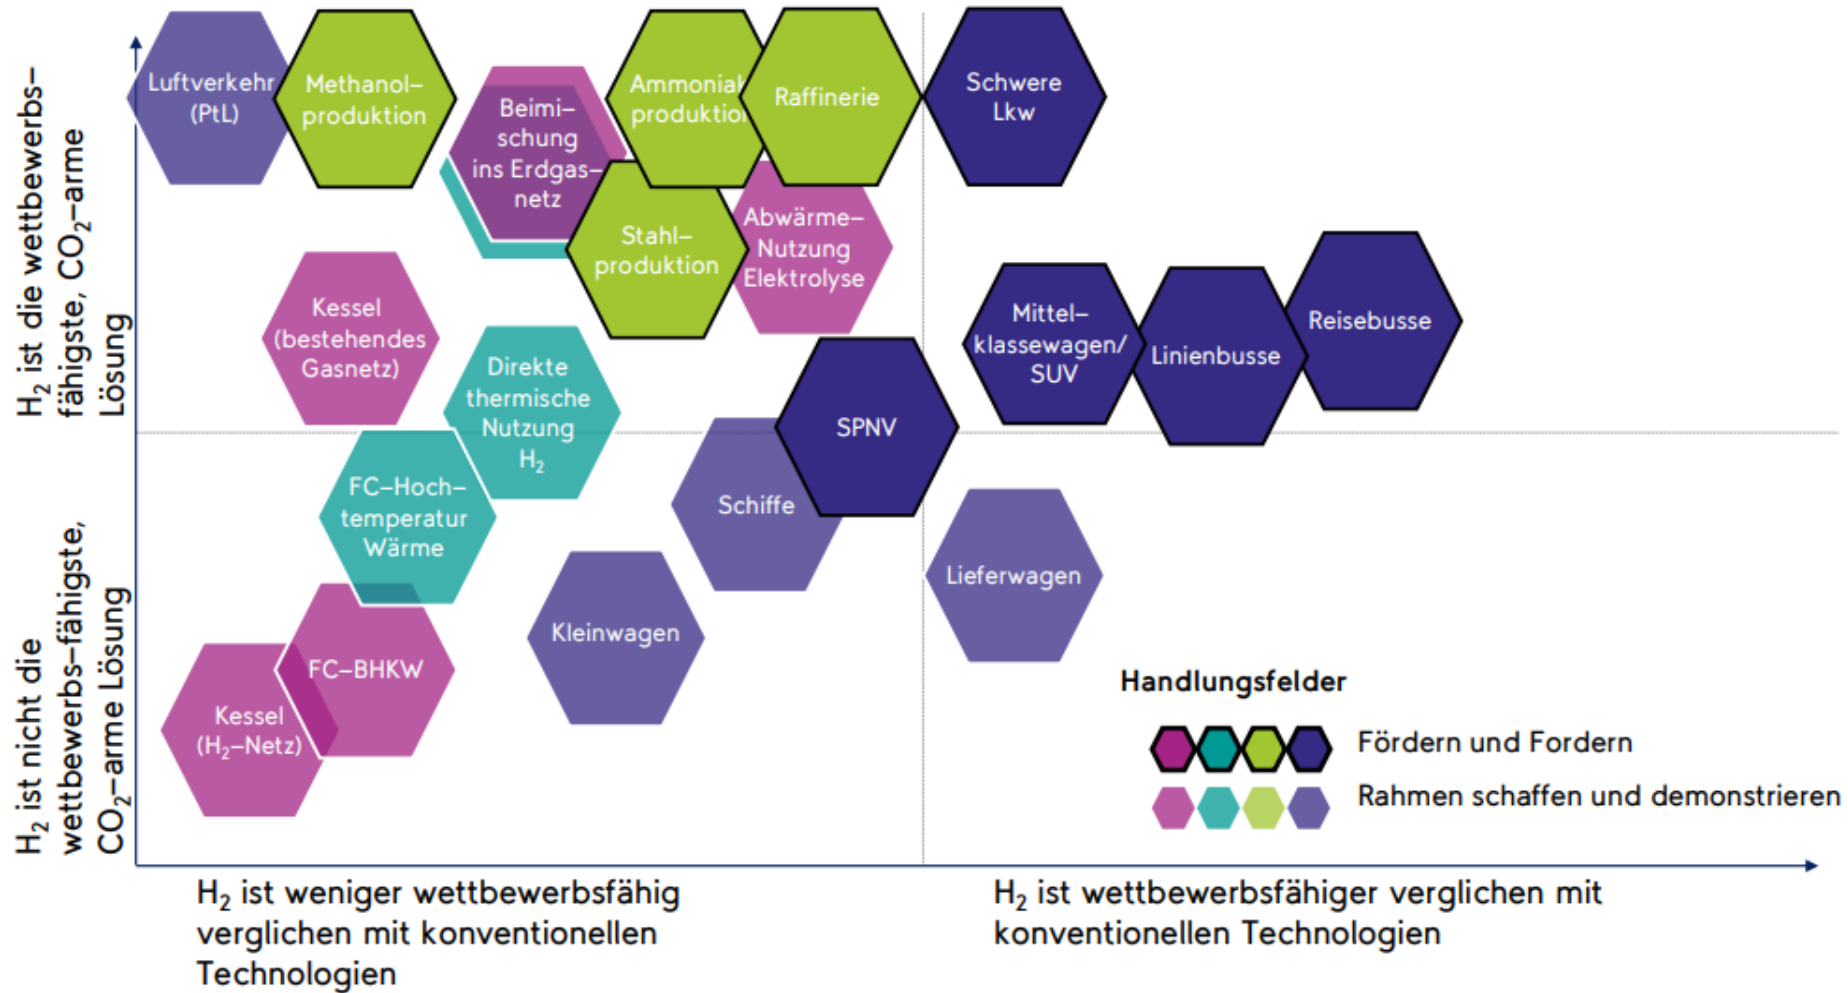 H₂ ist die wettbewerbs–
fähigste, CO₂–arme
Lösung
H₂ ist nicht die
wettbewerbs–fähigste,
CO₂–arme Lösung
Luftverkehr
(PtL)
Methanol–
produktion
Beimi–
schung
ins Erdgas–
netz
Ammoniak
produktion
Raffinerie
Schwere
Lkw
Stahl–
produktion
Abwärme–
Nutzung
Elektrolyse
Kessel
(bestehendes
Gasnetz)
Direkte
thermische
Nutzung
H₂
Mittel–
klassewagen/
SUV
Linienbusse
Reisebusse
SPNV
Schiffe
FC–Hoch–
temperatur
Wärme
Lieferwagen
Kleinwagen
FC–BHKW
Kessel
(H₂–Netz)
Handlungsfelder
Fördern und Fordern
Rahmen schaffen und demonstrieren
H₂ ist weniger wettbewerbsfähig
verglichen mit konventionellen
Technologien
H₂ ist wettbewerbsfähiger verglichen mit
konventionellen Technologien